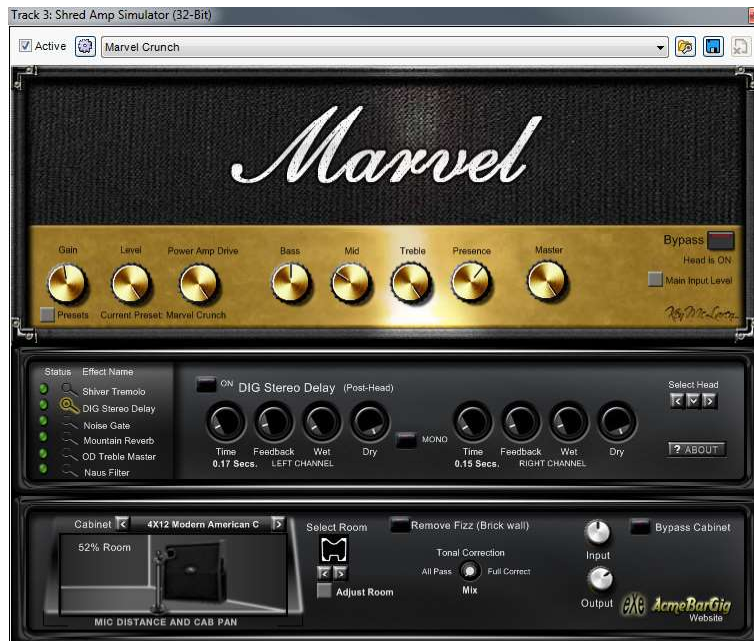 Track 3: Shred Amp Simulator (32-Bit)
Active
Marvel Crunch
Marvel
Gain Level Power Amp Drive Bass Mid Treble Presence Master
Bypass
Head is ON
Main Input Level
Presets Current Preset: Marvel Crunch
Status Effect Name
Shiver Tremolo
DIG Stereo Delay
Noise Gate
Mountain Reverb
OD Treble Master
Naus Filter
ON DIG Stereo Delay (Post-Head)
Time Feedback Wet Dry
0.17 Secs. LEFT CHANNEL
MONO
Time Feedback Wet Dry
0.15 Secs. RIGHT CHANNEL
Select Head
? ABOUT
Cabinet 4X12 Modern American C
52% Room
MIC DISTANCE AND CAB PAN
Select Room
Adjust Room
Remove Fizz (Brick wall)
Tonal Correction
All Pass Full Correct
Mix
Input
Output
Bypass Cabinet
exe AcmeBarGig
Website